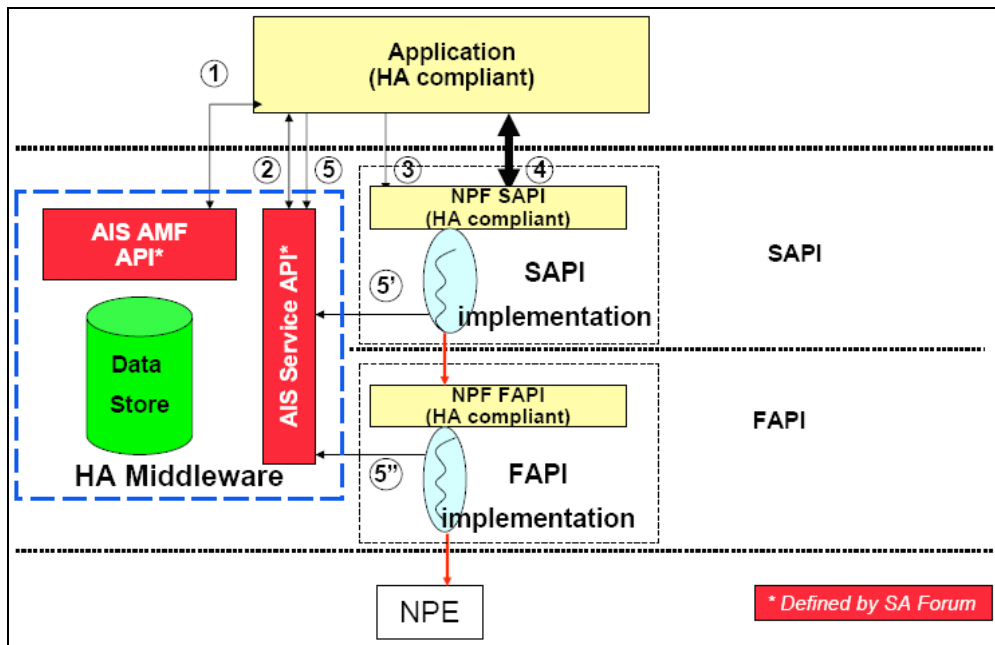 Application
(HA compliant)
1
2
5
3
4
NPF SAPI
(HA compliant)
AIS AMF
API*
AIS Service API*
SAPI
implementation
SAPI
5'
Data
Store
HA Middleware
NPF FAPI
(HA compliant)
FAPI
implementation
FAPI
5"
NPE
* Defined by SA Forum